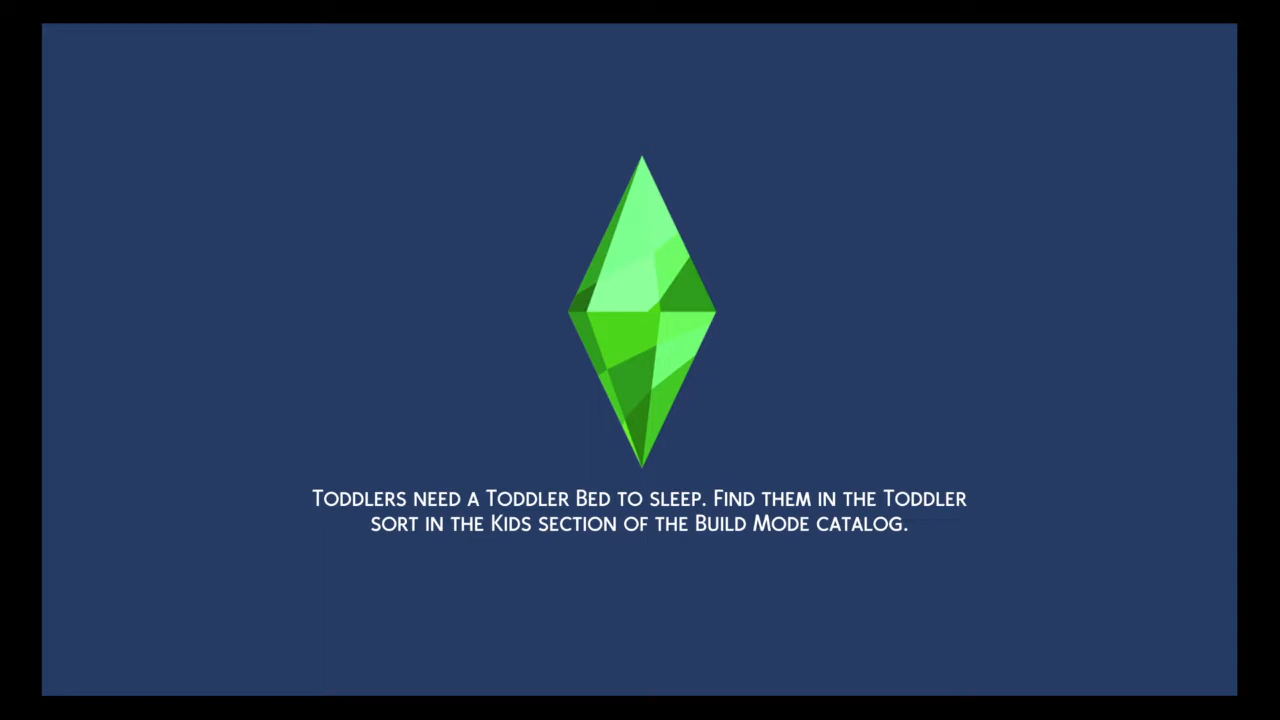 Toddlers need a Toddler Bed to sleep. Find them in the Toddler
sort in the Kids section of the Build Mode catalog.